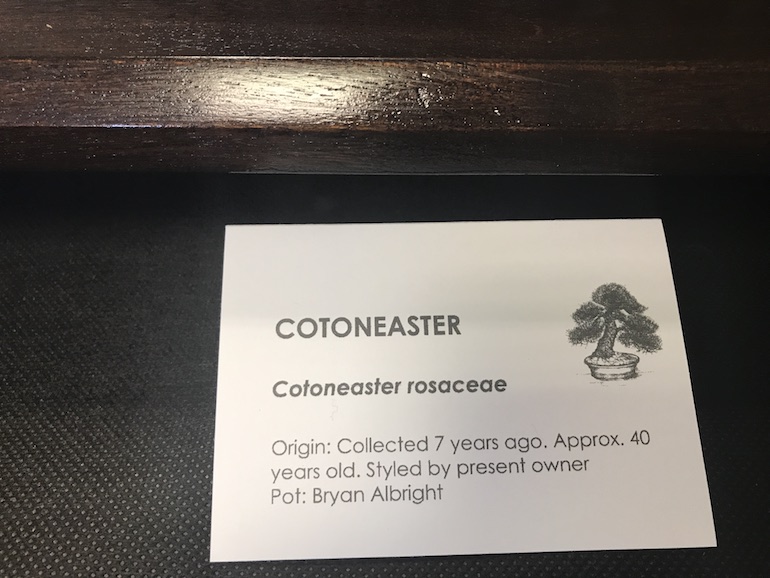 COTONEASTER
Cotoneaster rosaceae
Origin: Collected 7 years ago. Approx. 40
years old. Styled by present owner
Pot: Bryan Albright